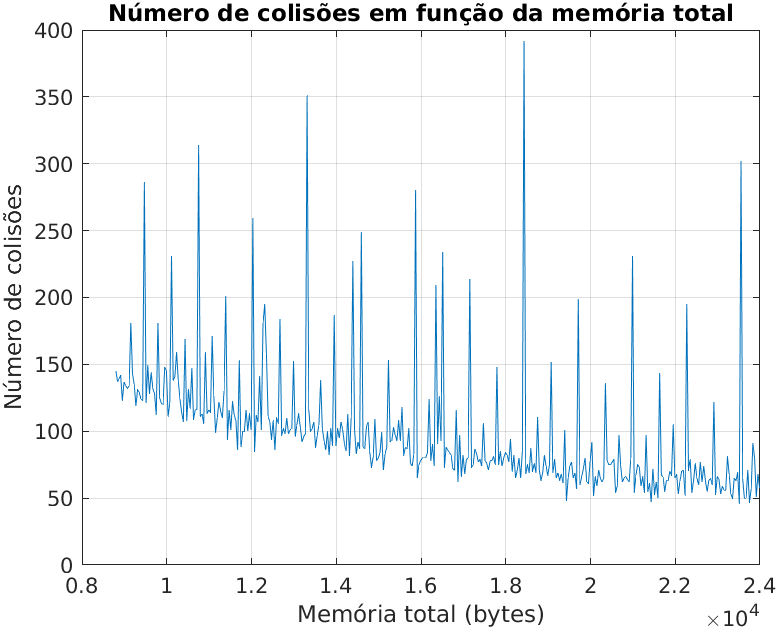 Número de colisões em função da memória total
400
350
300
250
200
150
100
50
0
Número de colisões
0.8 1 1.2 1.4 1.6 1.8 2 2.2 2.4
Memória total (bytes)
×10⁴